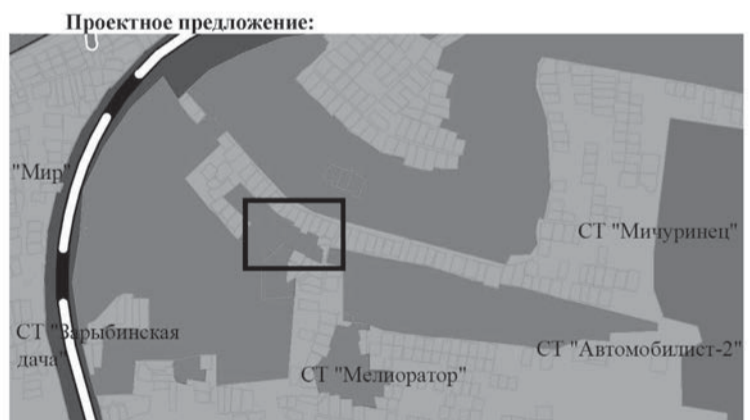 Проектное предложение:
"Мир"
СТ "Мичуринец"
СТ "Зарыбинская
дача"
СТ "Автомобилист-2"
СТ "Мелиоратор"